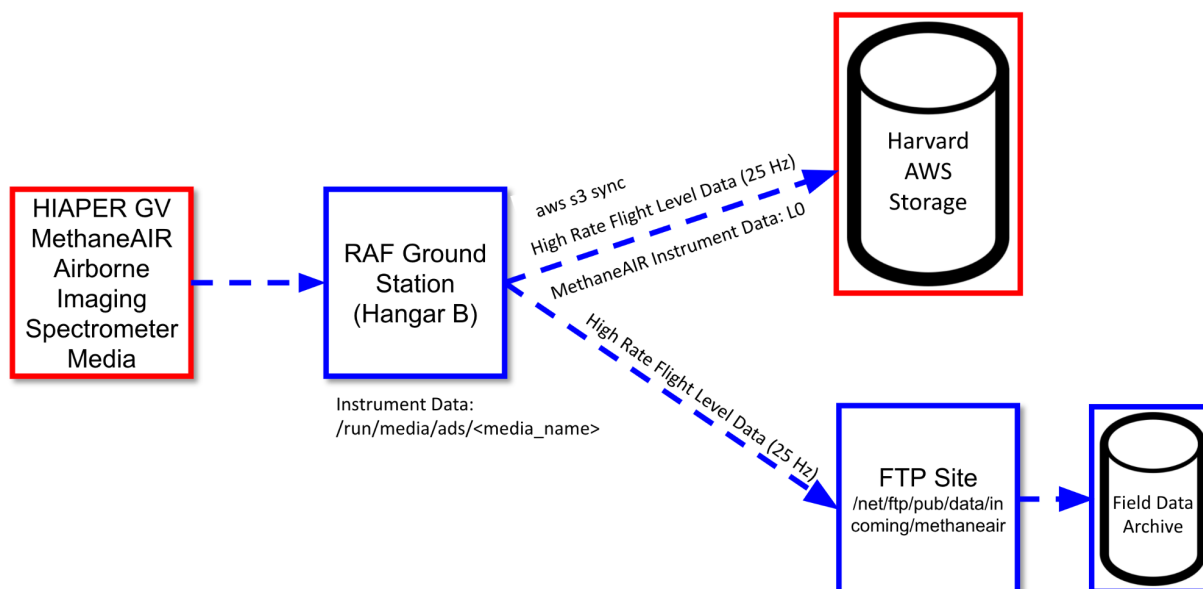 HIAPER GV
MethaneAIR
Airborne
Imaging
Spectrometer
Media
RAF Ground
Station
(Hangar B)
Instrument Data:
/run/media/ads/<media_name>
aws s3 sync
High Rate Flight Level Data (25 Hz)
MethaneAIR Instrument Data: L0
Harvard
AWS
Storage
High Rate Flight Level Data (25 Hz)
FTP Site
/net/ftp/pub/data/in
coming/methaneair
Field Data
Archive